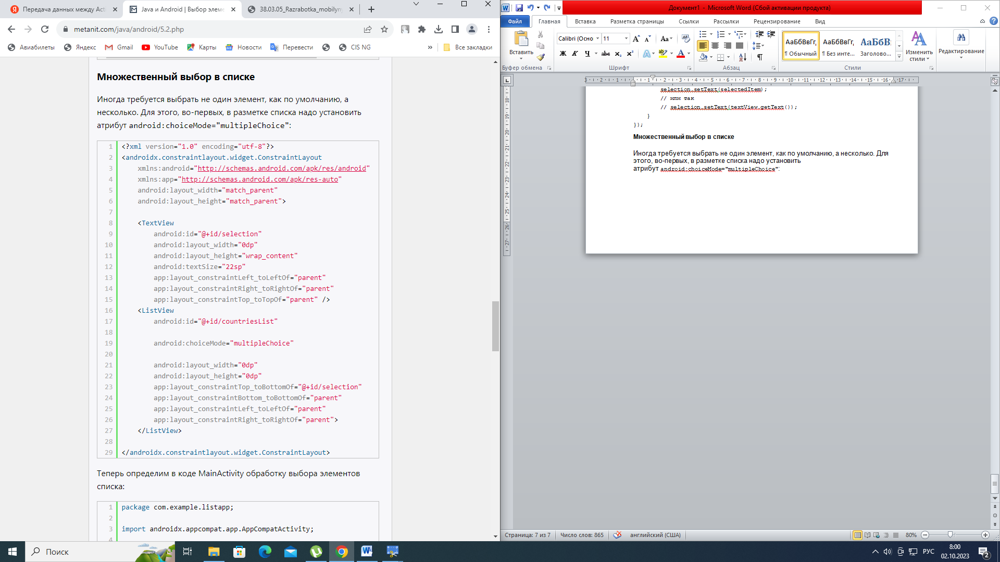 Передача данных между Acti
Java и Android | Выбор элеме
38.03.05_Razrabotka_mobilyny
metanit.com/java/android/5.2.php
Авиабилеты
Яндекс
Gmail
YouTube
Карты
Новости
Перевести
CIS NG
»
Все закладки
Множественный выбор в списке
Иногда требуется выбрать не один элемент, как по умолчанию, а
несколько. Для этого, во-первых, в разметке списка надо установить
атрибут android:choiceMode="multipleChoice":
1 <?xml version="1.0" encoding="utf-8"?>
2 <androidx.constraintlayout.widget.ConstraintLayout
3 xmlns:android="http://schemas.android.com/apk/res/android"
4 xmlns:app="http://schemas.android.com/apk/res-auto"
5 android:layout_width="match_parent"
6 android:layout_height="match_parent">
7
8 <TextView
9 android:id="@+id/selection"
10 android:layout_width="0dp"
11 android:layout_height="wrap_content"
12 android:textSize="22sp"
13 app:layout_constraintLeft_toLeftOf="parent"
14 app:layout_constraintRight_toRightOf="parent"
15 app:layout_constraintTop_toTopOf="parent" />
16 <ListView
17 android:id="@+id/countriesList"
18
19 android:choiceMode="multipleChoice"
20
21 android:layout_width="0dp"
22 android:layout_height="0dp"
23 app:layout_constraintTop_toBottomOf="@+id/selection"
24 app:layout_constraintBottom_toBottomOf="parent"
25 app:layout_constraintLeft_toLeftOf="parent"
26 app:layout_constraintRight_toRightOf="parent">
27 </ListView>
28
29 </androidx.constraintlayout.widget.ConstraintLayout>
Теперь определим в коде MainActivity обработку выбора элементов
списка:
1 package com.example.listapp;
2
3 import androidx.appcompat.app.AppCompatActivity;
4
Документ1 - Microsoft Word (Сбой активации продукта)
Файл
Главная
Вставка
Разметка страницы
Ссылки
Рассылки
Рецензирование
Вид
Вставить
Буфер обмена
Calibri (Осно
11
Шрифт
Абзац
АаБбВвГг,
¶ Обычный
АаБбВвГг,
¶ Без инте...
АаБбВ
Заголово...
Стили
Изменить
стили
Редактирование
selection.setText(selectedItem);
// или так
// selection.setText(textView.getText());
}
});
Множественный выбор в списке
Иногда требуется выбрать не один элемент, как по умолчанию, а несколько. Для
этого, во-первых, в разметке списка надо установить
атрибут android:choiceMode="multipleChoice":
Страница: 7 из 7
Число слов: 865
английский (США)
80%
Поиск
РУС
8:00
02.10.2023
2